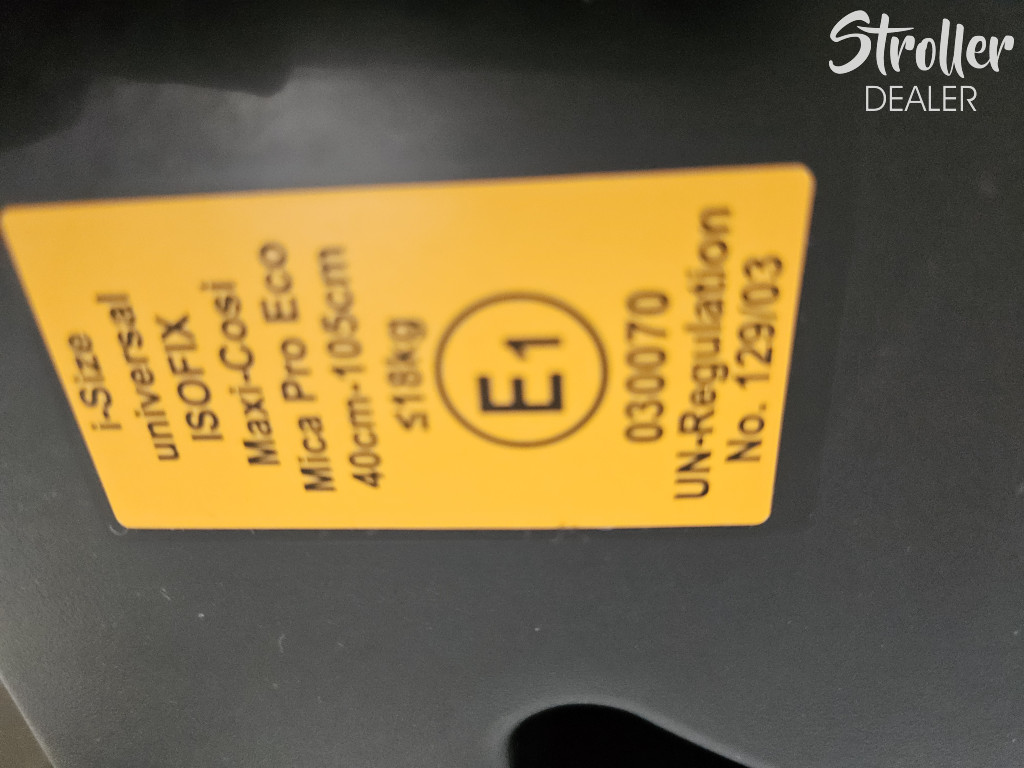 Stroller
DEALER
i-Size
universal
ISOFIX
Maxi-Cosi
Mica Pro Eco
40cm-105cm
≤18kg
E1
030070
UN-Regulation
No. 129/03